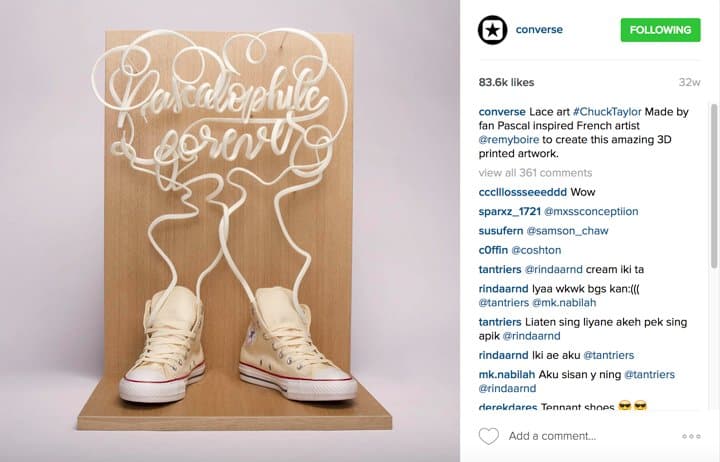 Pascalophile
forever
converse
FOLLOWING
83.6k likes
32w
converse Lace art #ChuckTaylor Made by
fan Pascal inspired French artist
@remyboire to create this amazing 3D
printed artwork.
view all 361 comments
ccclllossseeeddd Wow
sparxz_1721 @mxssconceptiion
susufern @samson_chaw
c0ffin @coshton
tantriers @rindaarnd cream iki ta
rindaarnd Iyaa wkwk bgs kan:(((
@tantriers @mk.nabilah
tantriers Liaten sing liyane akeh pek sing
apik @rindaarnd
rindaarnd Iki ae aku @tantriers
mk.nabilah Aku sisan y ning @tantriers
@rindaarnd
derekdares Tennant shoes 😎😎
Add a comment...